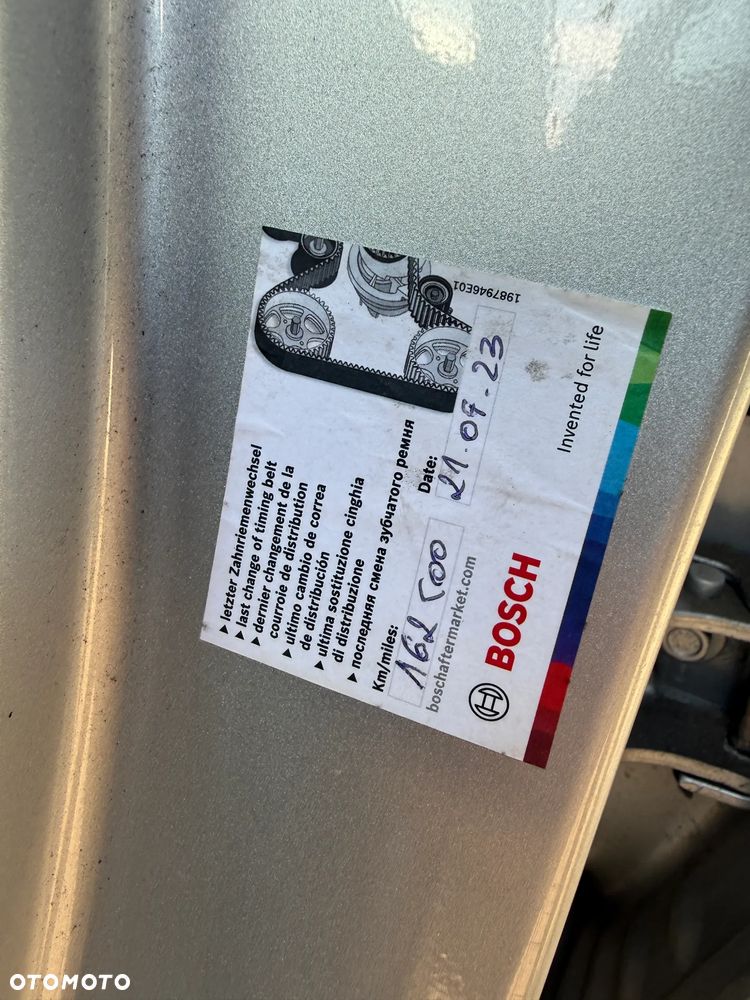 1987946E01
▶ letzter Zahnriemenwechsel
▶ last change of timing belt
▶ dernier changement de la
courroie de distribution
▶ ultimo cambio de correa
de distribución
▶ ultima sostituzione cinghia
di distribuzione
▶ последняя смена зубчатого ремня
Km/miles:
162 500
Date:
21.07.23
boschaftermarket.com
BOSCH
Invented for life
OTOMOTO